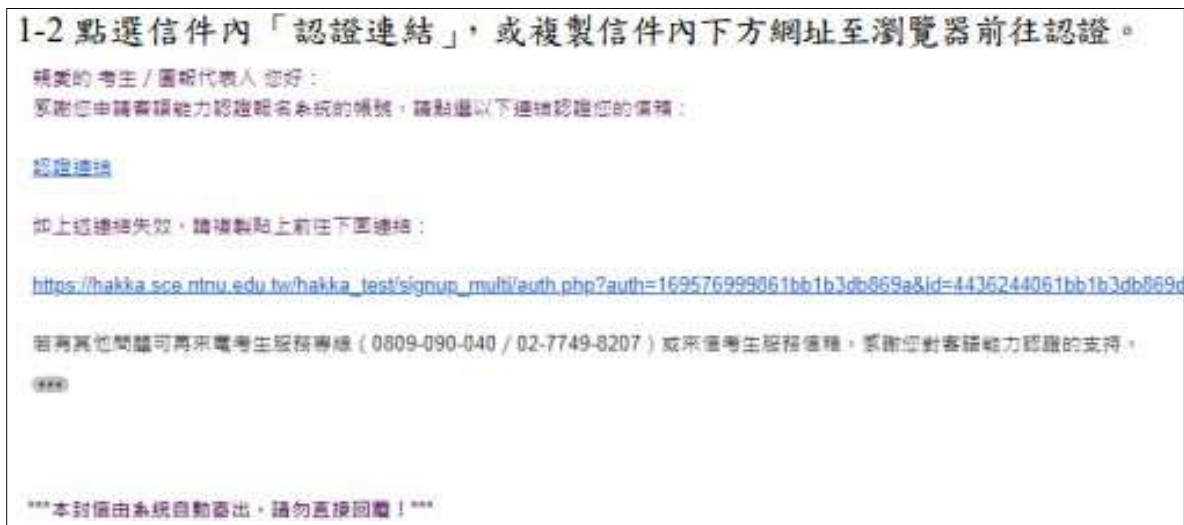 1-2 點選信件內「認證連結」，或複製信件內下方網址至瀏覽器前往認證。
親愛的 考生 / 團報代表人 您好：
感謝您申請客語能力認證報名系統的帳號，請點選以下連結認證您的信箱：
認證連結
如上述連結失效，請複製貼上前往下面連結：
https://hakka.sce.ntnu.edu.tw/hakka_test/signup_multi/auth.php?auth=169576999861bb1b3db869a&id=4436244061bb1b3db869d
若有其他問題可再來電考生服務專線（0809-090-040 / 02-7749-8207）或來信考生服務信箱，感謝您對客語能力認證的支持。
***本封信由系統自動寄出，請勿直接回覆！***